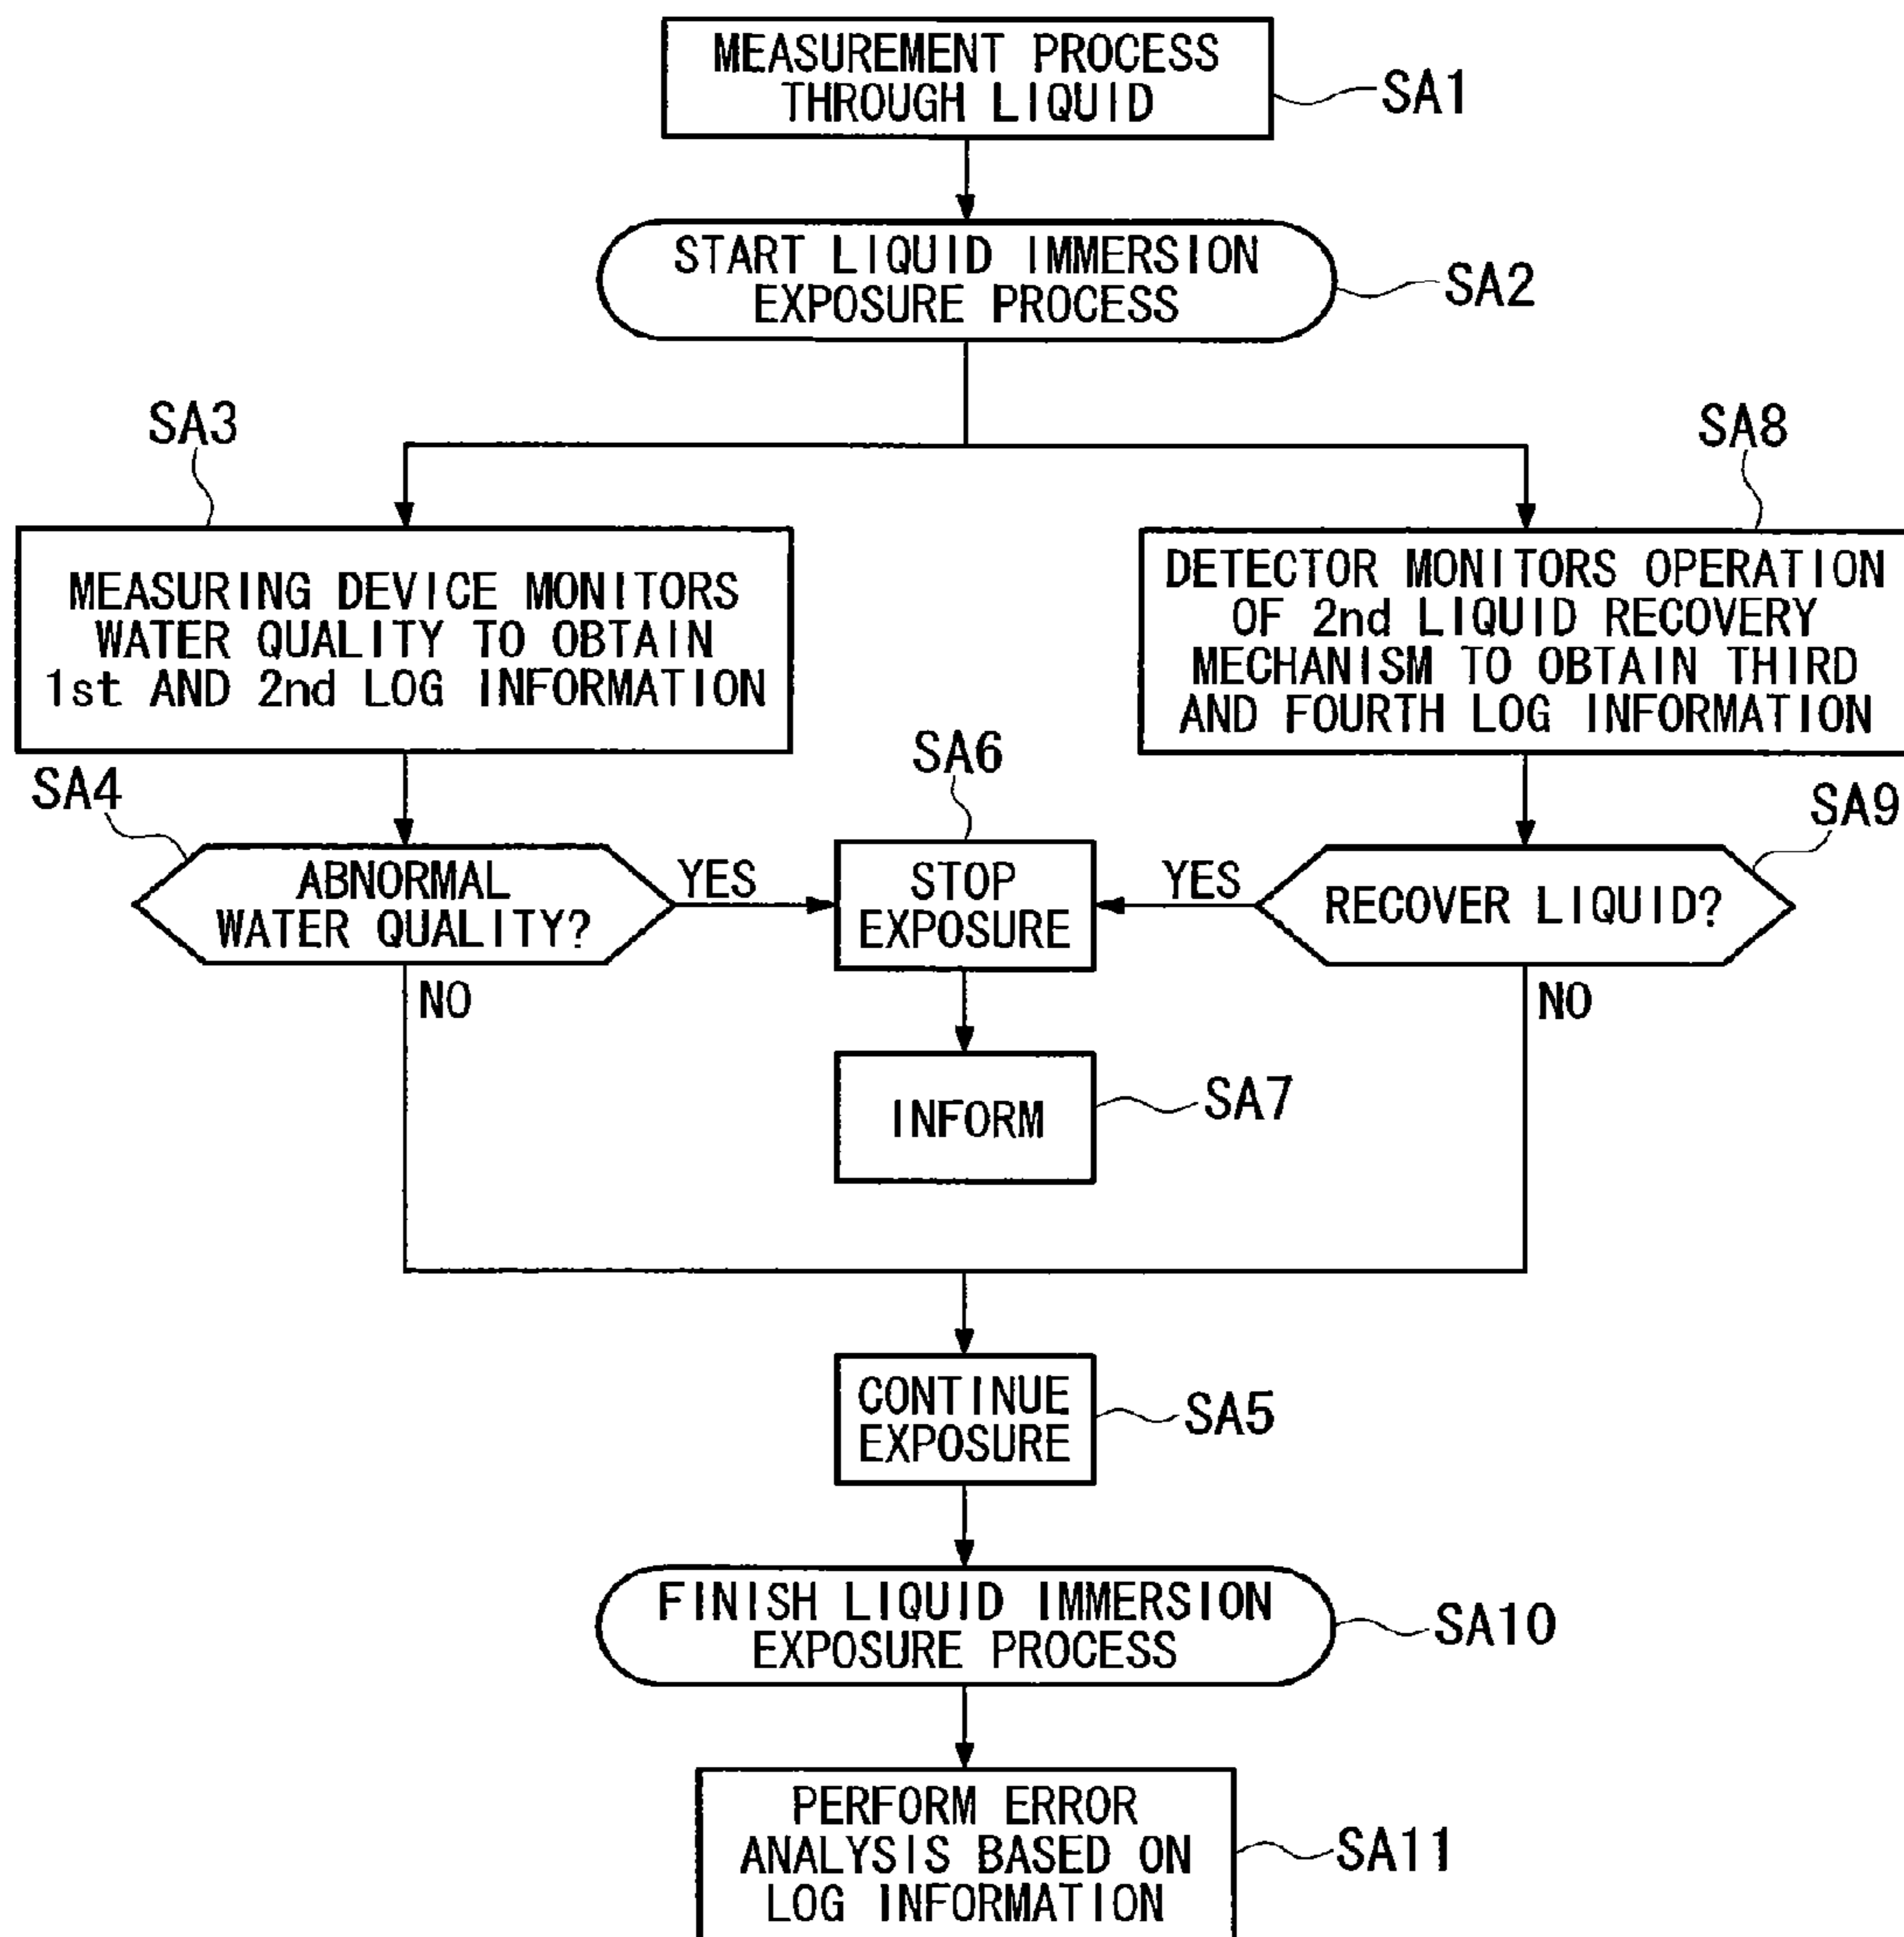 MEASUREMENT PROCESS
THROUGH LIQUID
SA1
START LIQUID IMMERSION
EXPOSURE PROCESS
SA2
SA3
SA8
MEASURING DEVICE MONITORS
WATER QUALITY TO OBTAIN
1st AND 2nd LOG INFORMATION
DETECTOR MONITORS OPERATION
OF 2nd LIQUID RECOVERY
MECHANISM TO OBTAIN THIRD
AND FOURTH LOG INFORMATION
SA4
SA6
SA9
ABNORMAL
WATER QUALITY?
YES
STOP
EXPOSURE
YES
RECOVER LIQUID?
NO
NO
INFORM
SA7
CONTINUE
EXPOSURE
SA5
FINISH LIQUID IMMERSION
EXPOSURE PROCESS
SA10
PERFORM ERROR
ANALYSIS BASED ON
LOG INFORMATION
SA11